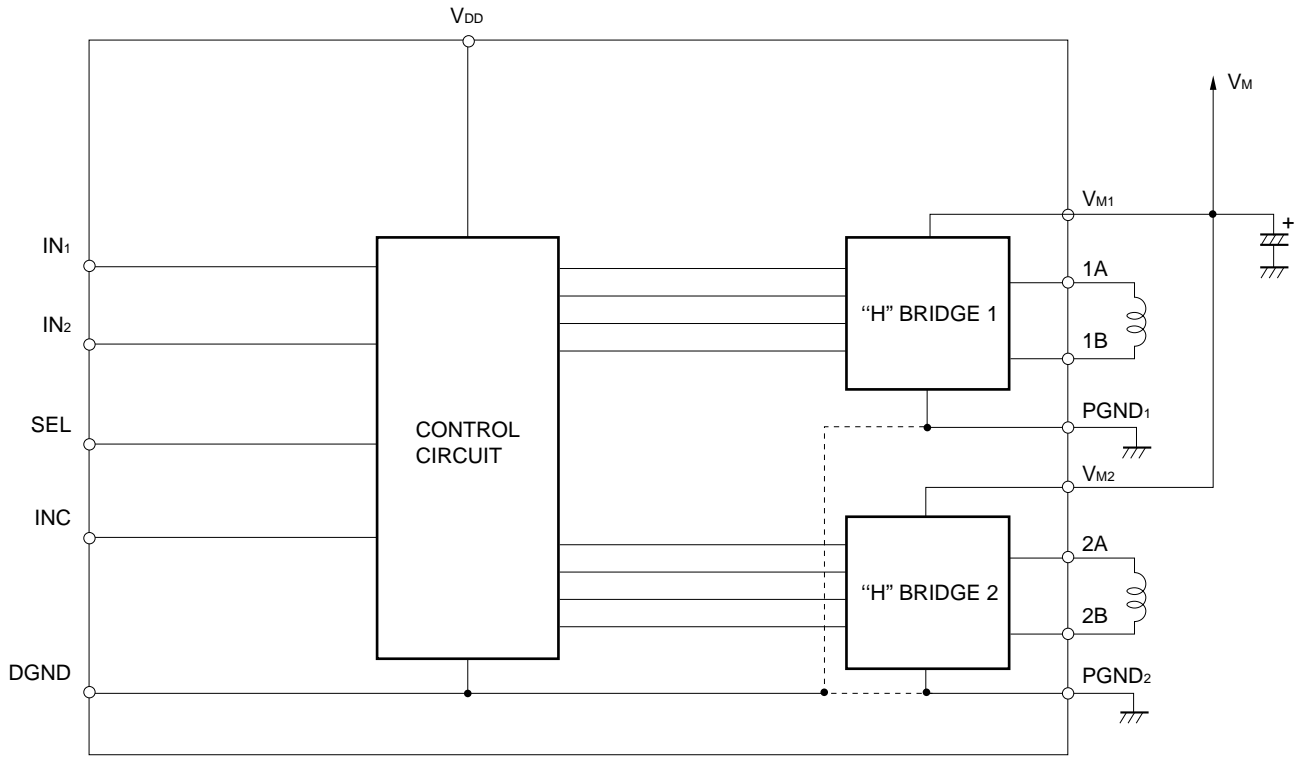 VDD
VM
VM1
+
IN1
1A
"H" BRIDGE 1
IN2
1B
SEL
PGND1
CONTROL
CIRCUIT
VM2
INC
2A
"H" BRIDGE 2
2B
DGND
PGND2